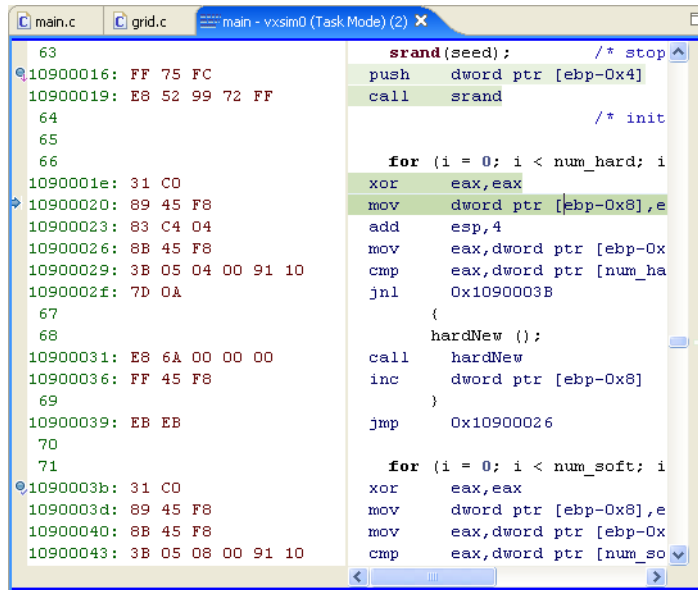 main.c grid.c main - vxsim0 (Task Mode) (2)
63 srand(seed); /* stop
10900016: FF 75 FC push dword ptr [ebp-0x4]
10900019: E8 52 99 72 FF call srand
64 /* init
65
66 for (i = 0; i < num_hard; i
1090001e: 31 C0 xor eax,eax
10900020: 89 45 F8 mov dword ptr [ebp-0x8],e
10900023: 83 C4 04 add esp,4
10900026: 8B 45 F8 mov eax,dword ptr [ebp-0x
10900029: 3B 05 04 00 91 10 cmp eax,dword ptr [num_ha
1090002f: 7D 0A jnl 0x1090003B
67 {
68 hardNew ();
10900031: E8 6A 00 00 00 call hardNew
10900036: FF 45 F8 inc dword ptr [ebp-0x8]
69 }
10900039: EB EB jmp 0x10900026
70
71 for (i = 0; i < num_soft; i
1090003b: 31 C0 xor eax,eax
1090003d: 89 45 F8 mov dword ptr [ebp-0x8],e
10900040: 8B 45 F8 mov eax,dword ptr [ebp-0x
10900043: 3B 05 08 00 91 10 cmp eax,dword ptr [num_so